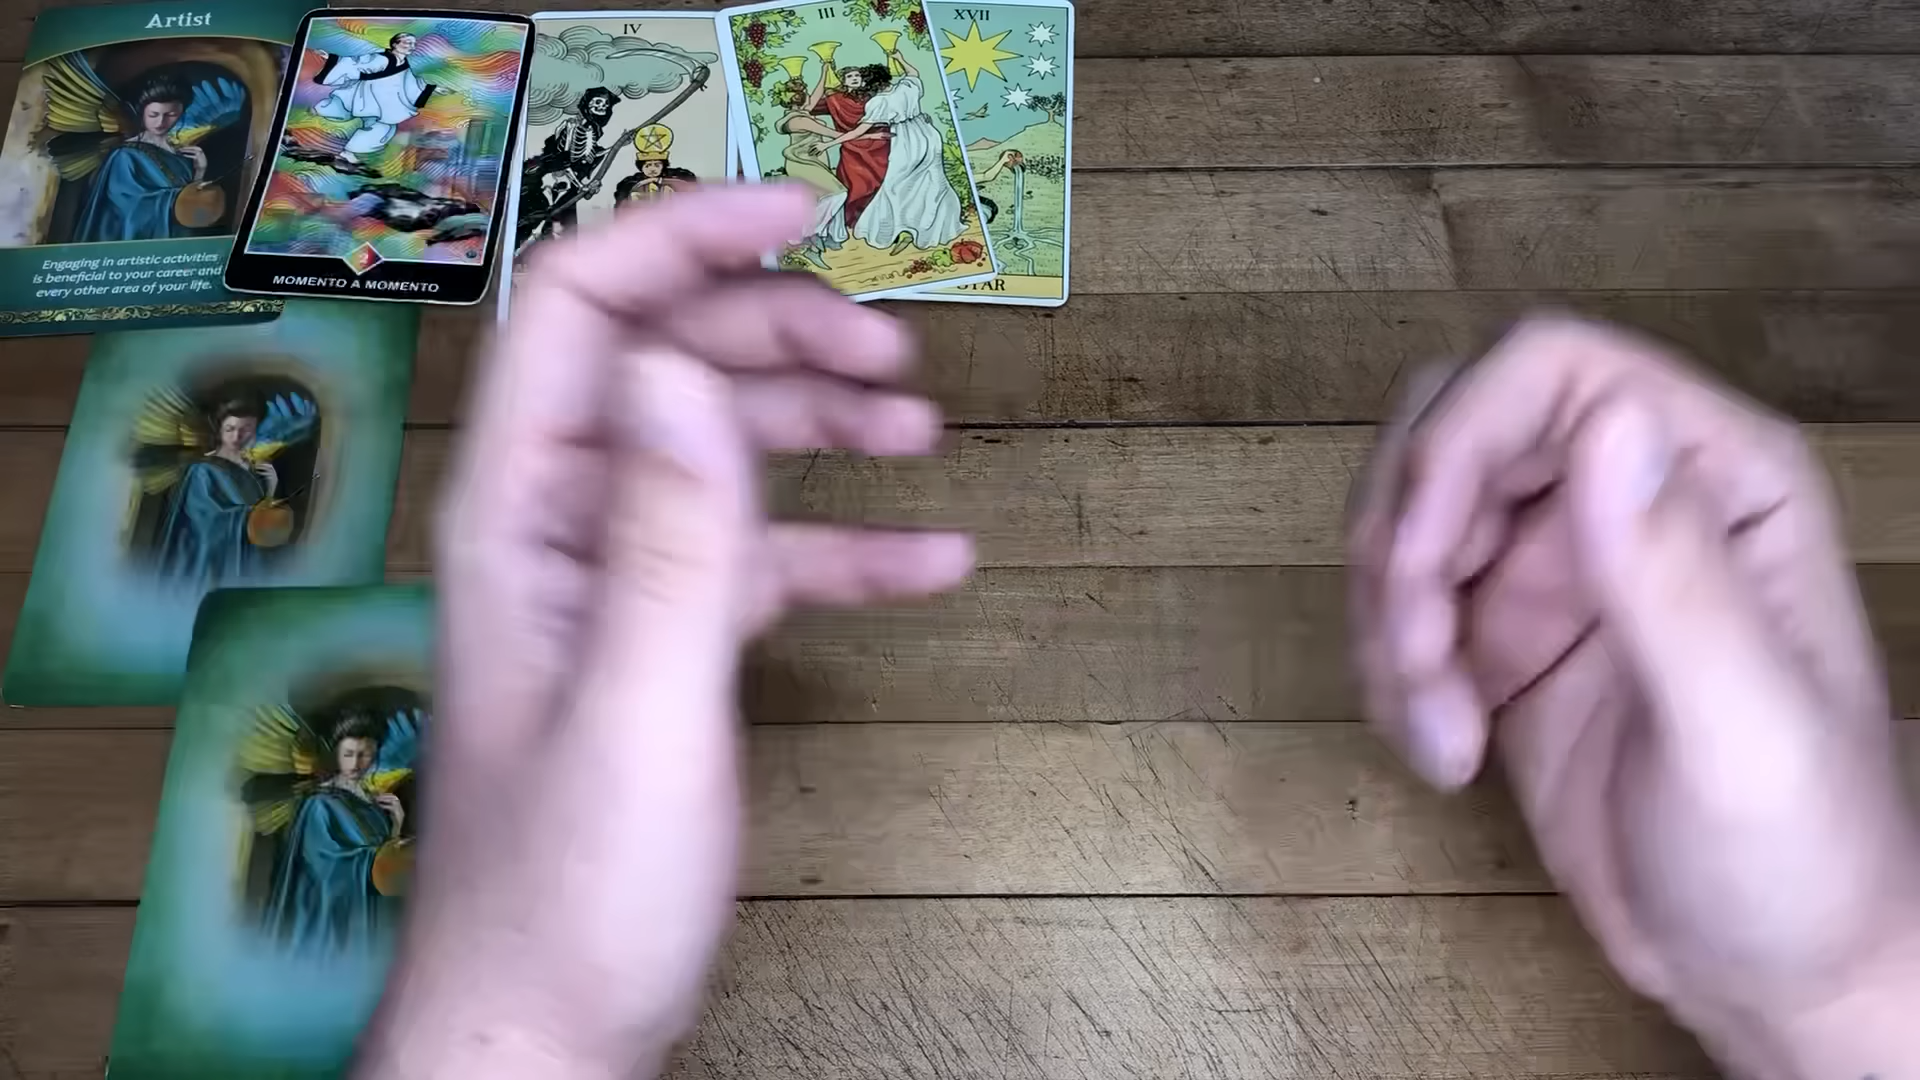 Artist
Engaging in artistic activities
is beneficial to your career and
every other area of your life.
2
MOMENTO A MOMENTO
IV
III
XVII
STAR